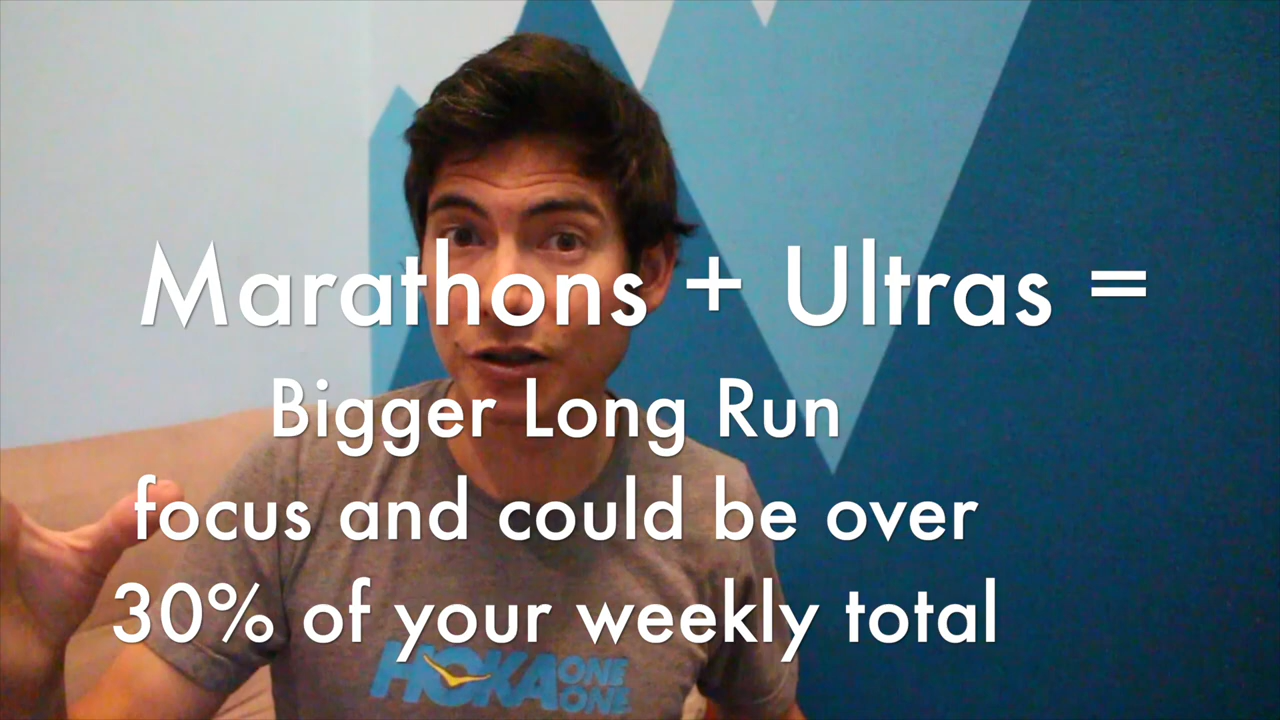 Marathons + Ultras =
Bigger Long Run
focus and could be over
30% of your weekly total
HOKA ONE
ONE